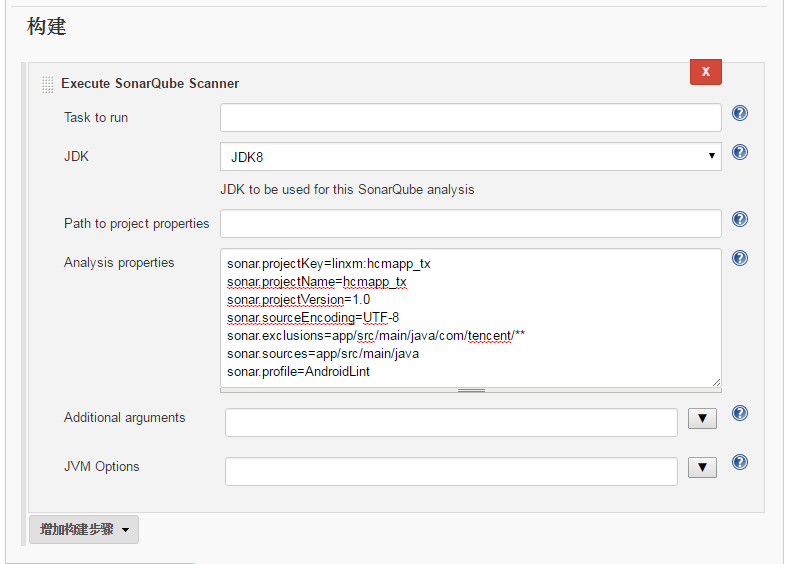 构建
Execute SonarQube Scanner
X
Task to run
JDK
JDK8
JDK to be used for this SonarQube analysis
Path to project properties
Analysis properties
sonar.projectKey=linxm:hcmapp_tx
sonar.projectName=hcmapp_tx
sonar.projectVersion=1.0
sonar.sourceEncoding=UTF-8
sonar.exclusions=app/src/main/java/com/tencent/**
sonar.sources=app/src/main/java
sonar.profile=AndroidLint
Additional arguments
JVM Options
增加构建步骤